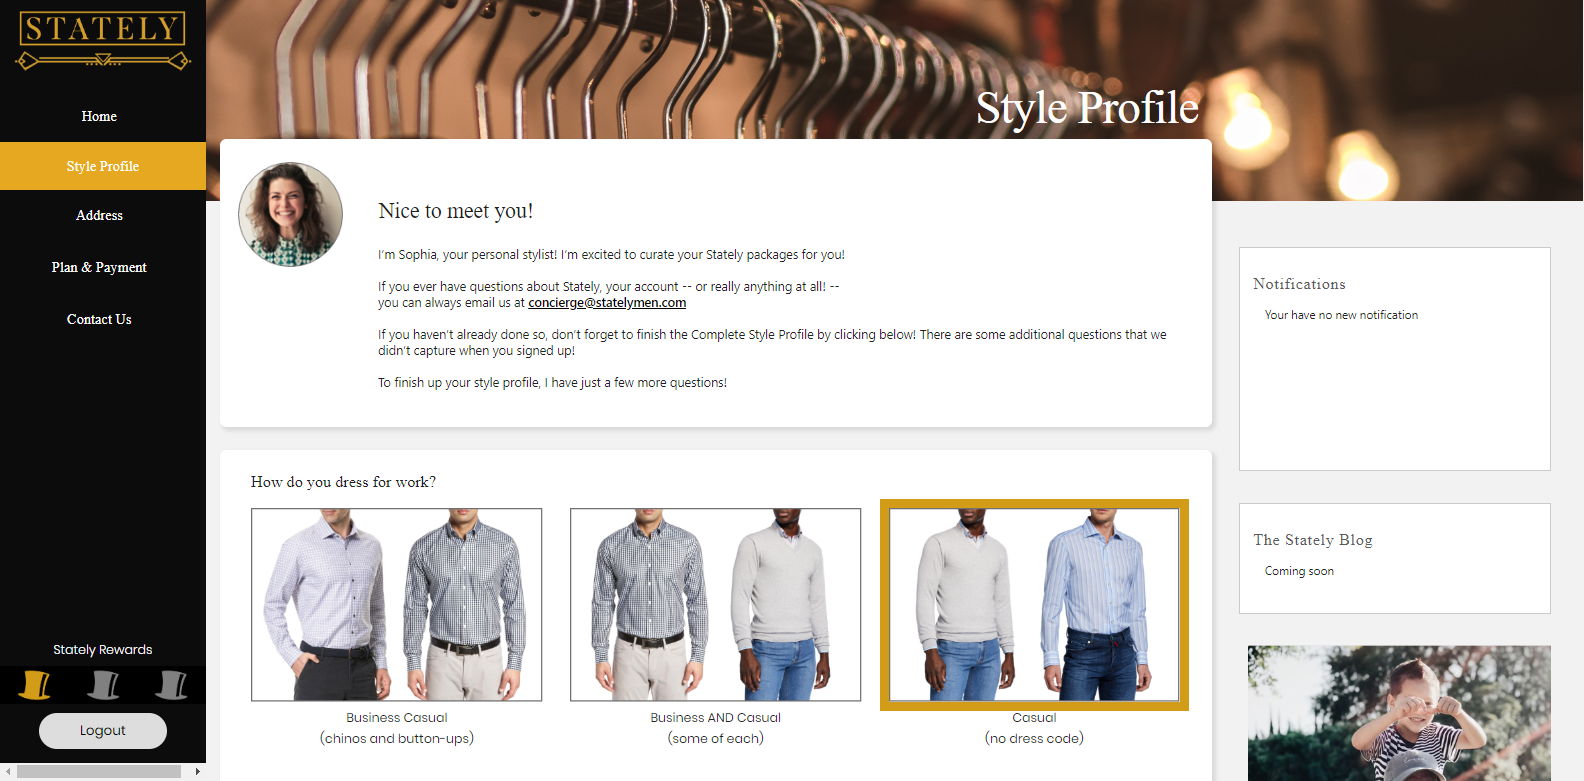 STATELY
Home
Style Profile
Address
Plan & Payment
Contact Us
Stately Rewards
Logout
Style Profile
Nice to meet you!
I'm Sophia, your personal stylist! I'm excited to curate your Stately packages for you!
If you ever have questions about Stately, your account -- or really anything at all! --
you can always email us at concierge@statelymen.com
If you haven't already done so, don't forget to finish the Complete Style Profile by clicking below! There are some additional questions that we
didn't capture when you signed up!
To finish up your style profile, I have just a few more questions!
How do you dress for work?
Business Casual
(chinos and button-ups)
Business AND Casual
(some of each)
Casual
(no dress code)
Notifications
Your have no new notification
The Stately Blog
Coming soon